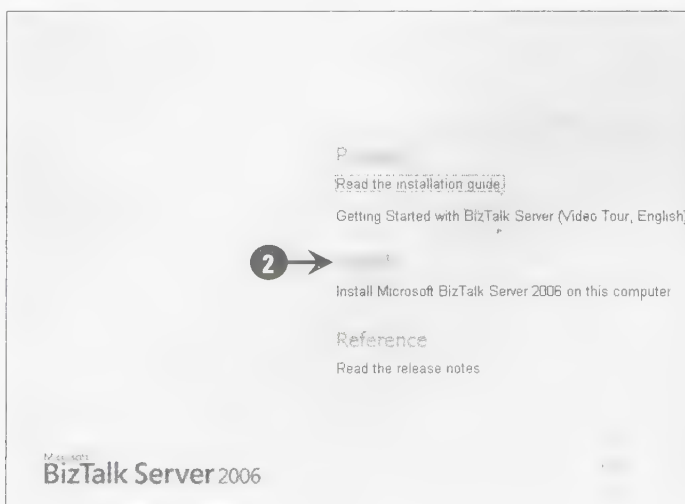 Read the installation guide.
Getting Started with BizTalk Server (Video Tour, English)
2
Install Microsoft BizTalk Server 2006 on this computer
Reference
Read the release notes
Microsoft
BizTalk Server 2006